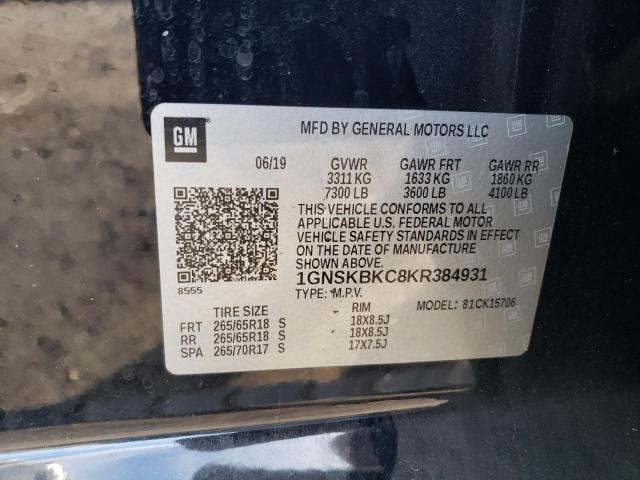 GM
MFD BY GENERAL MOTORS LLC
06/19 GVWR GAWR FRT GAWR RR
3311 KG 1633 KG 1860 KG
7300 LB 3600 LB 4100 LB
THIS VEHICLE CONFORMS TO ALL
APPLICABLE U.S. FEDERAL MOTOR
VEHICLE SAFETY STANDARDS IN EFFECT
ON THE DATE OF MANUFACTURE
1GNSKBKC8KR384931
8555
TYPE: M.P.V.
MODEL: 81CK15706
TIRE SIZE RIM
FRT 265/65R18 S 18X8.5J
RR 265/65R18 S 18X8.5J
SPA 265/70R17 S 17X7.5J